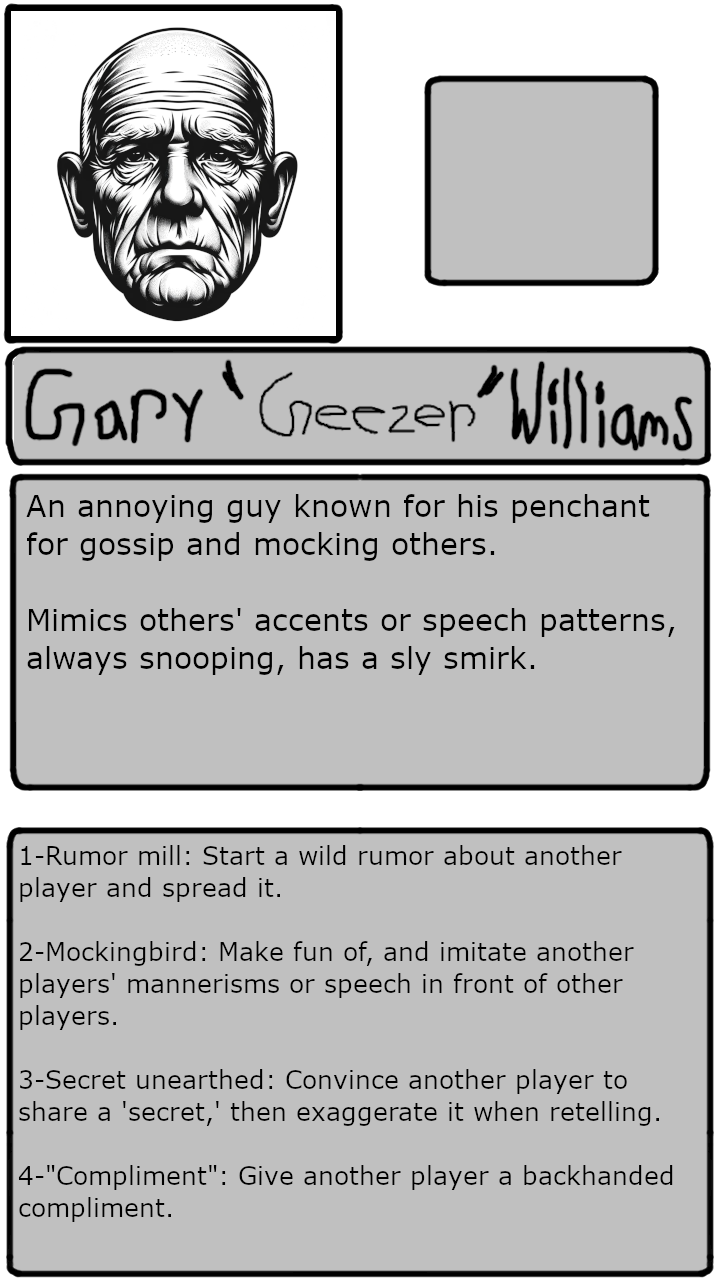 Gary "Geezer" Williams
An annoying guy known for his penchant
for gossip and mocking others.
Mimics others' accents or speech patterns,
always snooping, has a sly smirk.
1-Rumor mill: Start a wild rumor about another
player and spread it.
2-Mockingbird: Make fun of, and imitate another
players' mannerisms or speech in front of other
players.
3-Secret unearthed: Convince another player to
share a 'secret,' then exaggerate it when retelling.
4-"Compliment": Give another player a backhanded
compliment.